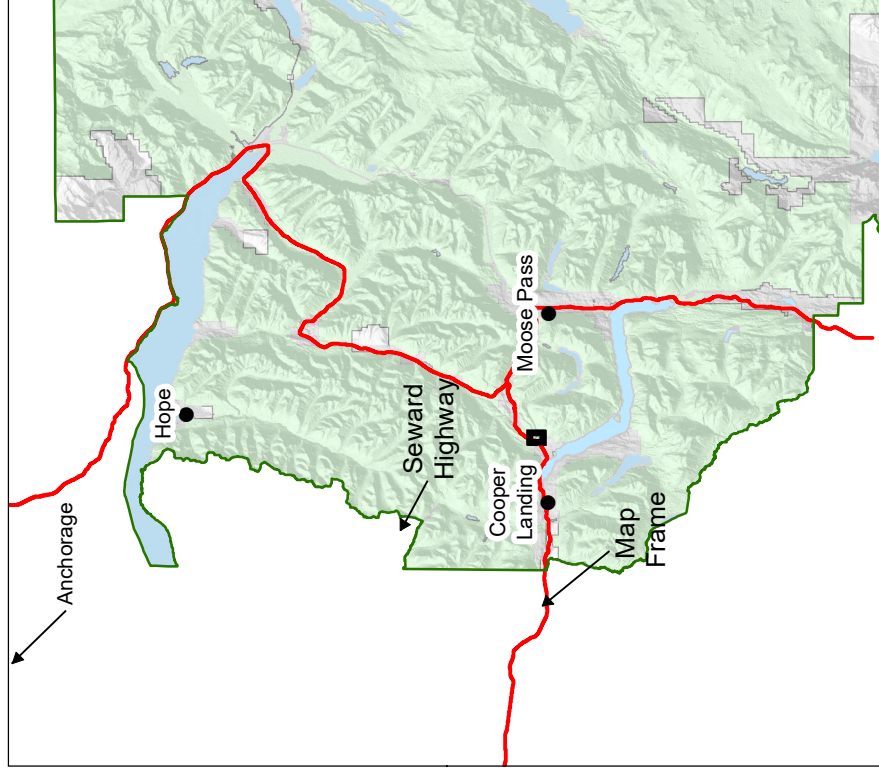 Anchorage
Hope
Seward
Highway
Moose Pass
Cooper
Landing
Map
Frame